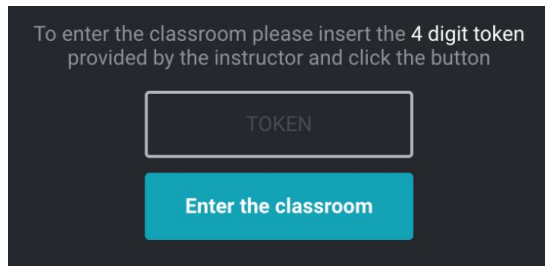 To enter the classroom please insert the 4 digit token
provided by the instructor and click the button
TOKEN
Enter the classroom